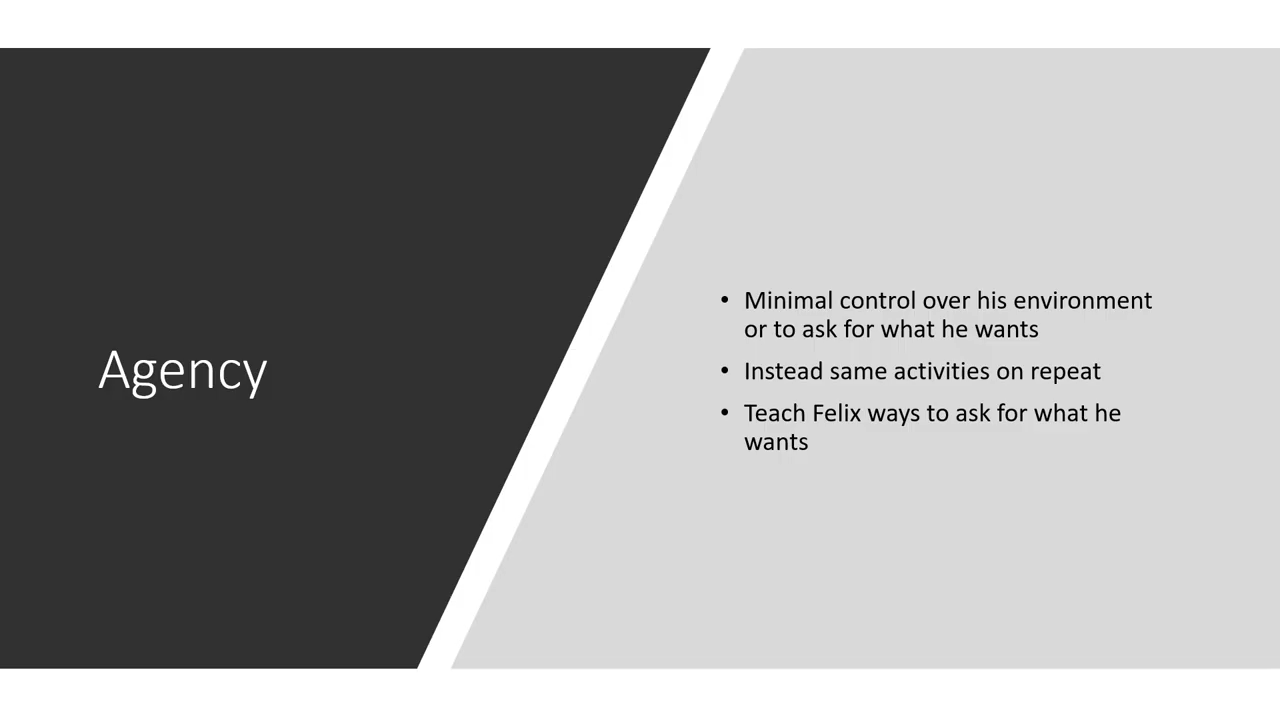 Agency
• Minimal control over his environment
or to ask for what he wants
• Instead same activities on repeat
• Teach Felix ways to ask for what he
wants